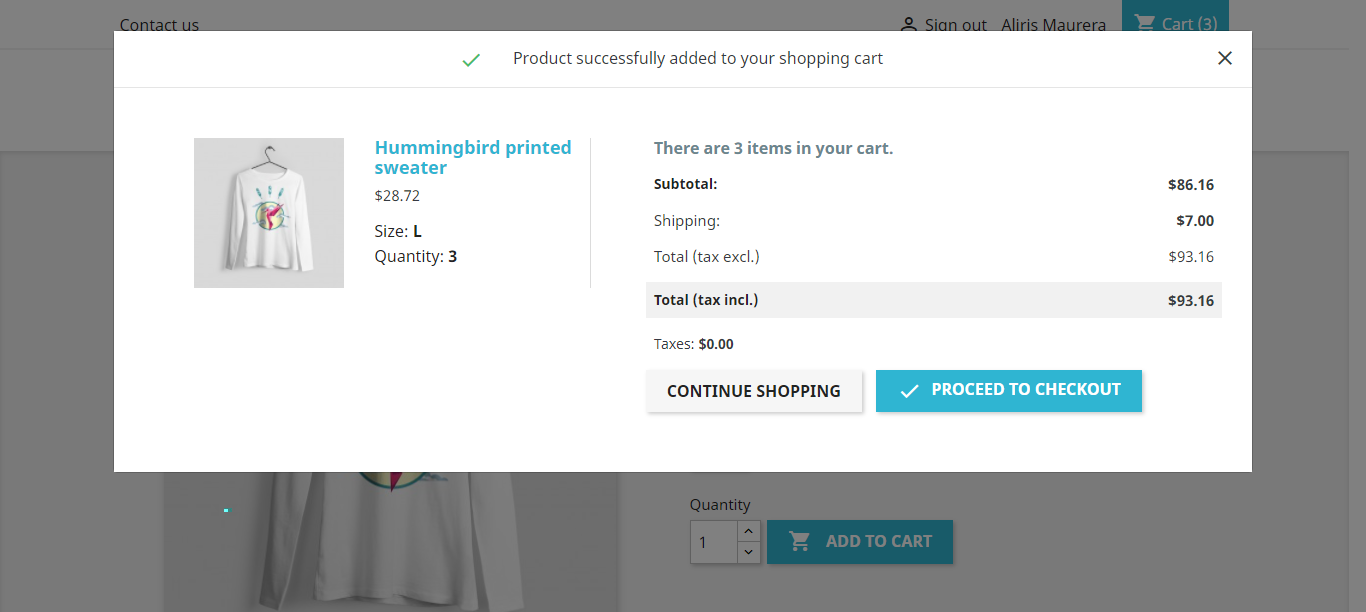 Contact us
Sign out Aliris Maurera Cart (3)
Product successfully added to your shopping cart
Hummingbird printed
sweater
$28.72
Size: L
Quantity: 3
There are 3 items in your cart.
Subtotal: $86.16
Shipping: $7.00
Total (tax excl.) $93.16
Total (tax incl.) $93.16
Taxes: $0.00
CONTINUE SHOPPING PROCEED TO CHECKOUT
Quantity
1 ADD TO CART